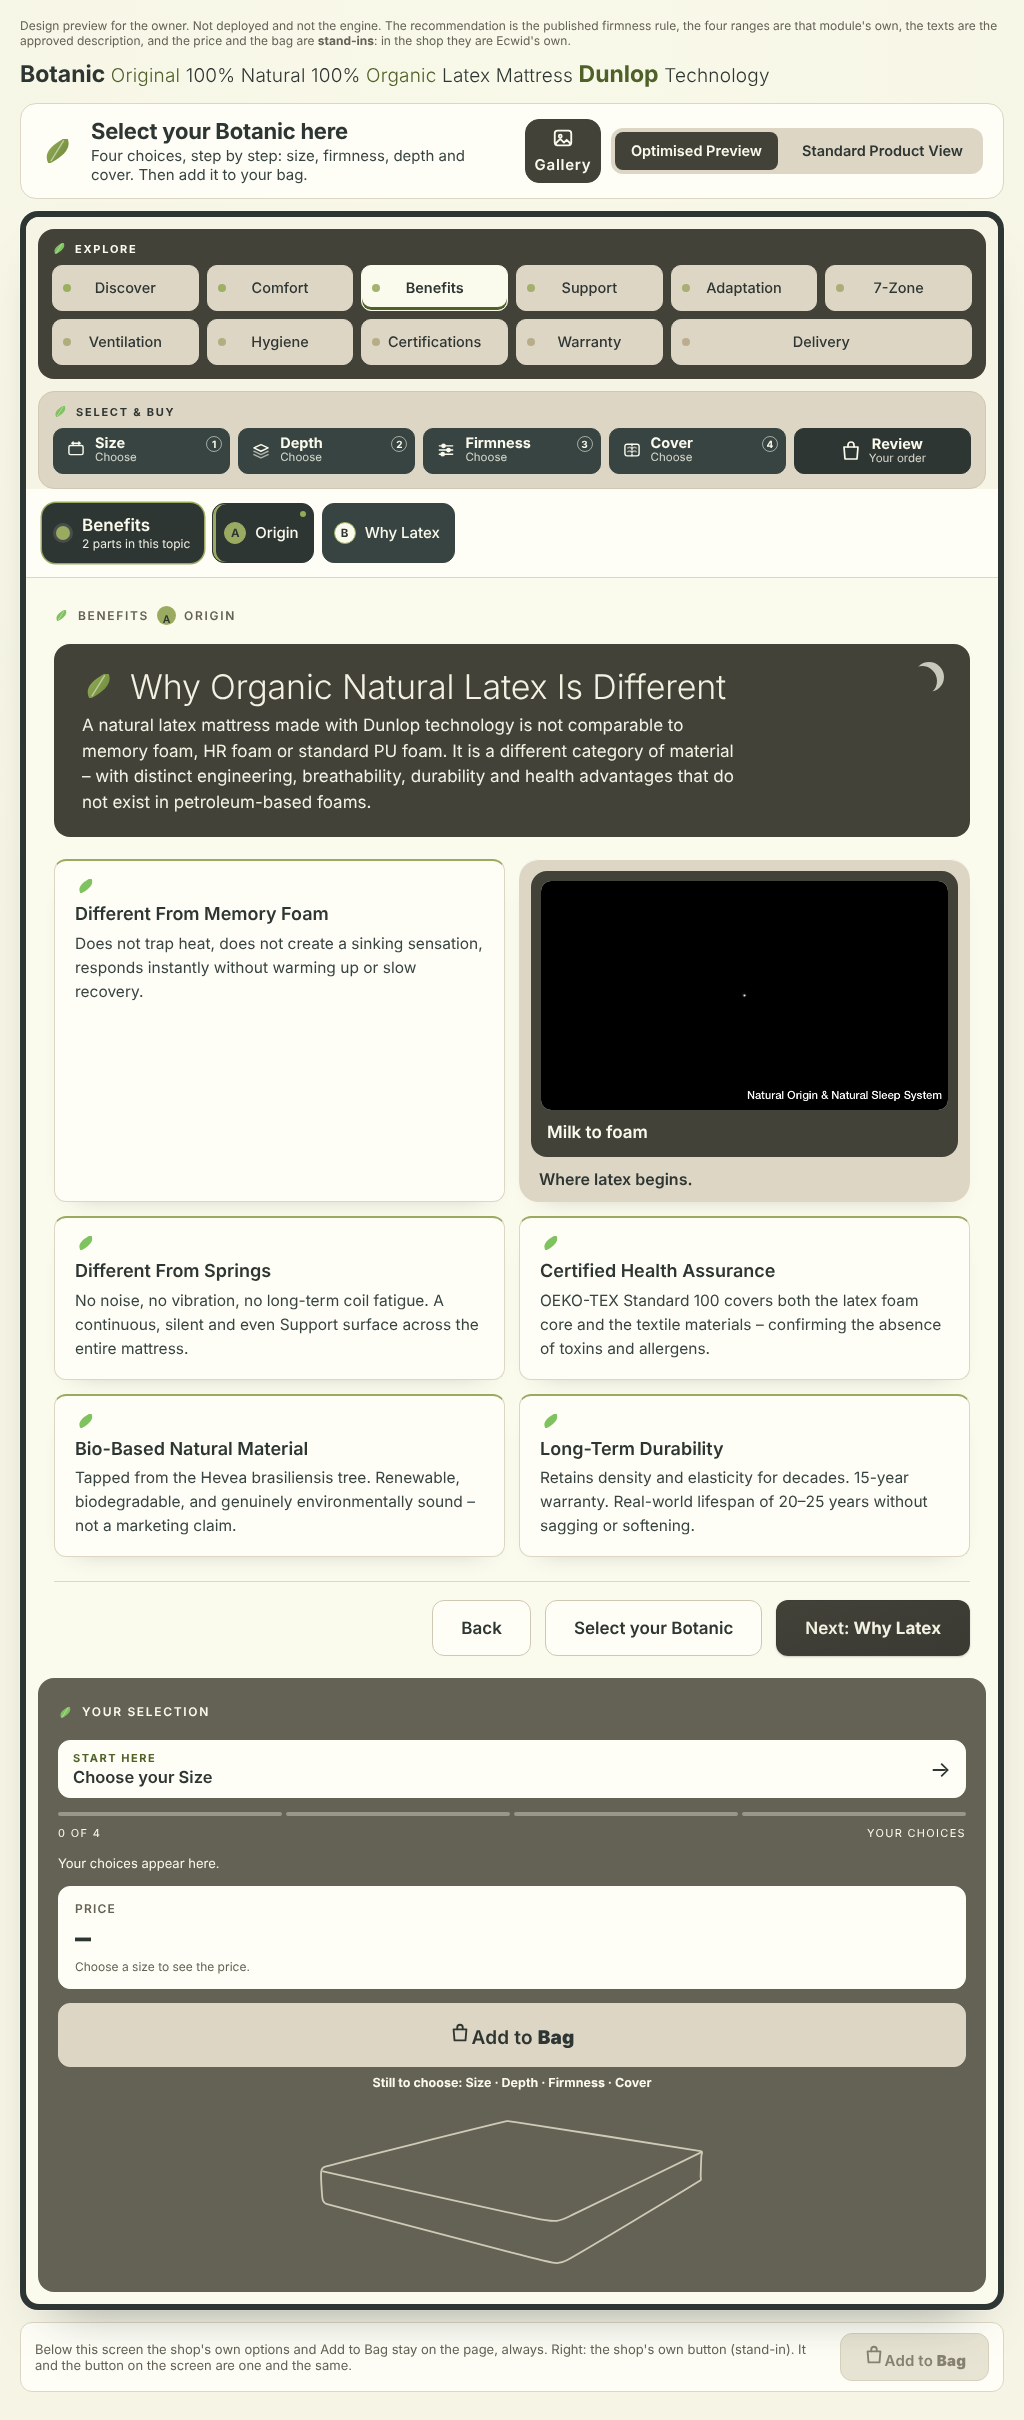 Design preview for the owner. Not deployed and not the engine. The recommendation is the published firmness rule, the four ranges are that module's own, the texts are the
approved description, and the price and the bag are stand-ins: in the shop they are Ecwid's own.
Botanic Original 100% Natural 100% Organic Latex Mattress Dunlop Technology
Select your Botanic here
Four choices, step by step: size, firmness, depth and
cover. Then add it to your bag.
Gallery
Optimised Preview
Standard Product View
EXPLORE
Discover
Comfort
Benefits
Support
Adaptation
7-Zone
Ventilation
Hygiene
Certifications
Warranty
Delivery
SELECT & BUY
Size
Choose
1
Depth
Choose
2
Firmness
Choose
3
Cover
Choose
4
Review
Your order
Benefits
2 parts in this topic
A
Origin
B
Why Latex
BENEFITS A ORIGIN
Why Organic Natural Latex Is Different
A natural latex mattress made with Dunlop technology is not comparable to
memory foam, HR foam or standard PU foam. It is a different category of material
– with distinct engineering, breathability, durability and health advantages that do
not exist in petroleum-based foams.
Different From Memory Foam
Does not trap heat, does not create a sinking sensation,
responds instantly without warming up or slow
recovery.
Natural Origin & Natural Sleep System
Milk to foam
Where latex begins.
Different From Springs
No noise, no vibration, no long-term coil fatigue. A
continuous, silent and even Support surface across the
entire mattress.
Certified Health Assurance
OEKO-TEX Standard 100 covers both the latex foam
core and the textile materials – confirming the absence
of toxins and allergens.
Bio-Based Natural Material
Tapped from the Hevea brasiliensis tree. Renewable,
biodegradable, and genuinely environmentally sound –
not a marketing claim.
Long-Term Durability
Retains density and elasticity for decades. 15-year
warranty. Real-world lifespan of 20–25 years without
sagging or softening.
Back
Select your Botanic
Next: Why Latex
YOUR SELECTION
START HERE
Choose your Size
0 OF 4
YOUR CHOICES
Your choices appear here.
PRICE
–
Choose a size to see the price.
Add to Bag
Still to choose: Size · Depth · Firmness · Cover
Below this screen the shop's own options and Add to Bag stay on the page, always. Right: the shop's own button (stand-in). It
and the button on the screen are one and the same.
Add to Bag